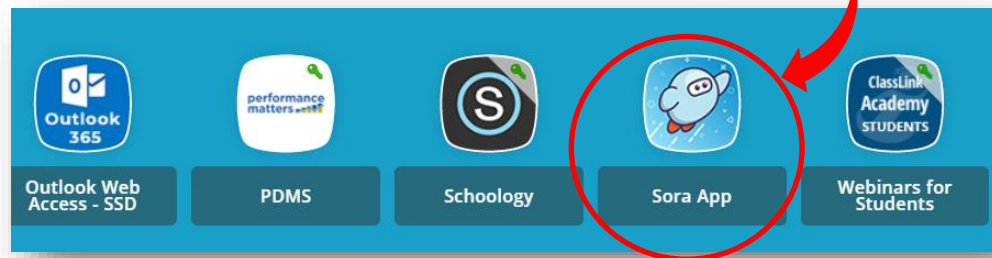 Outlook
365
performance
matters
S
ClassLink
Academy
STUDENTS
Outlook Web
Access - SSD
PDMS
Schoology
Sora App
Webinars for
Students